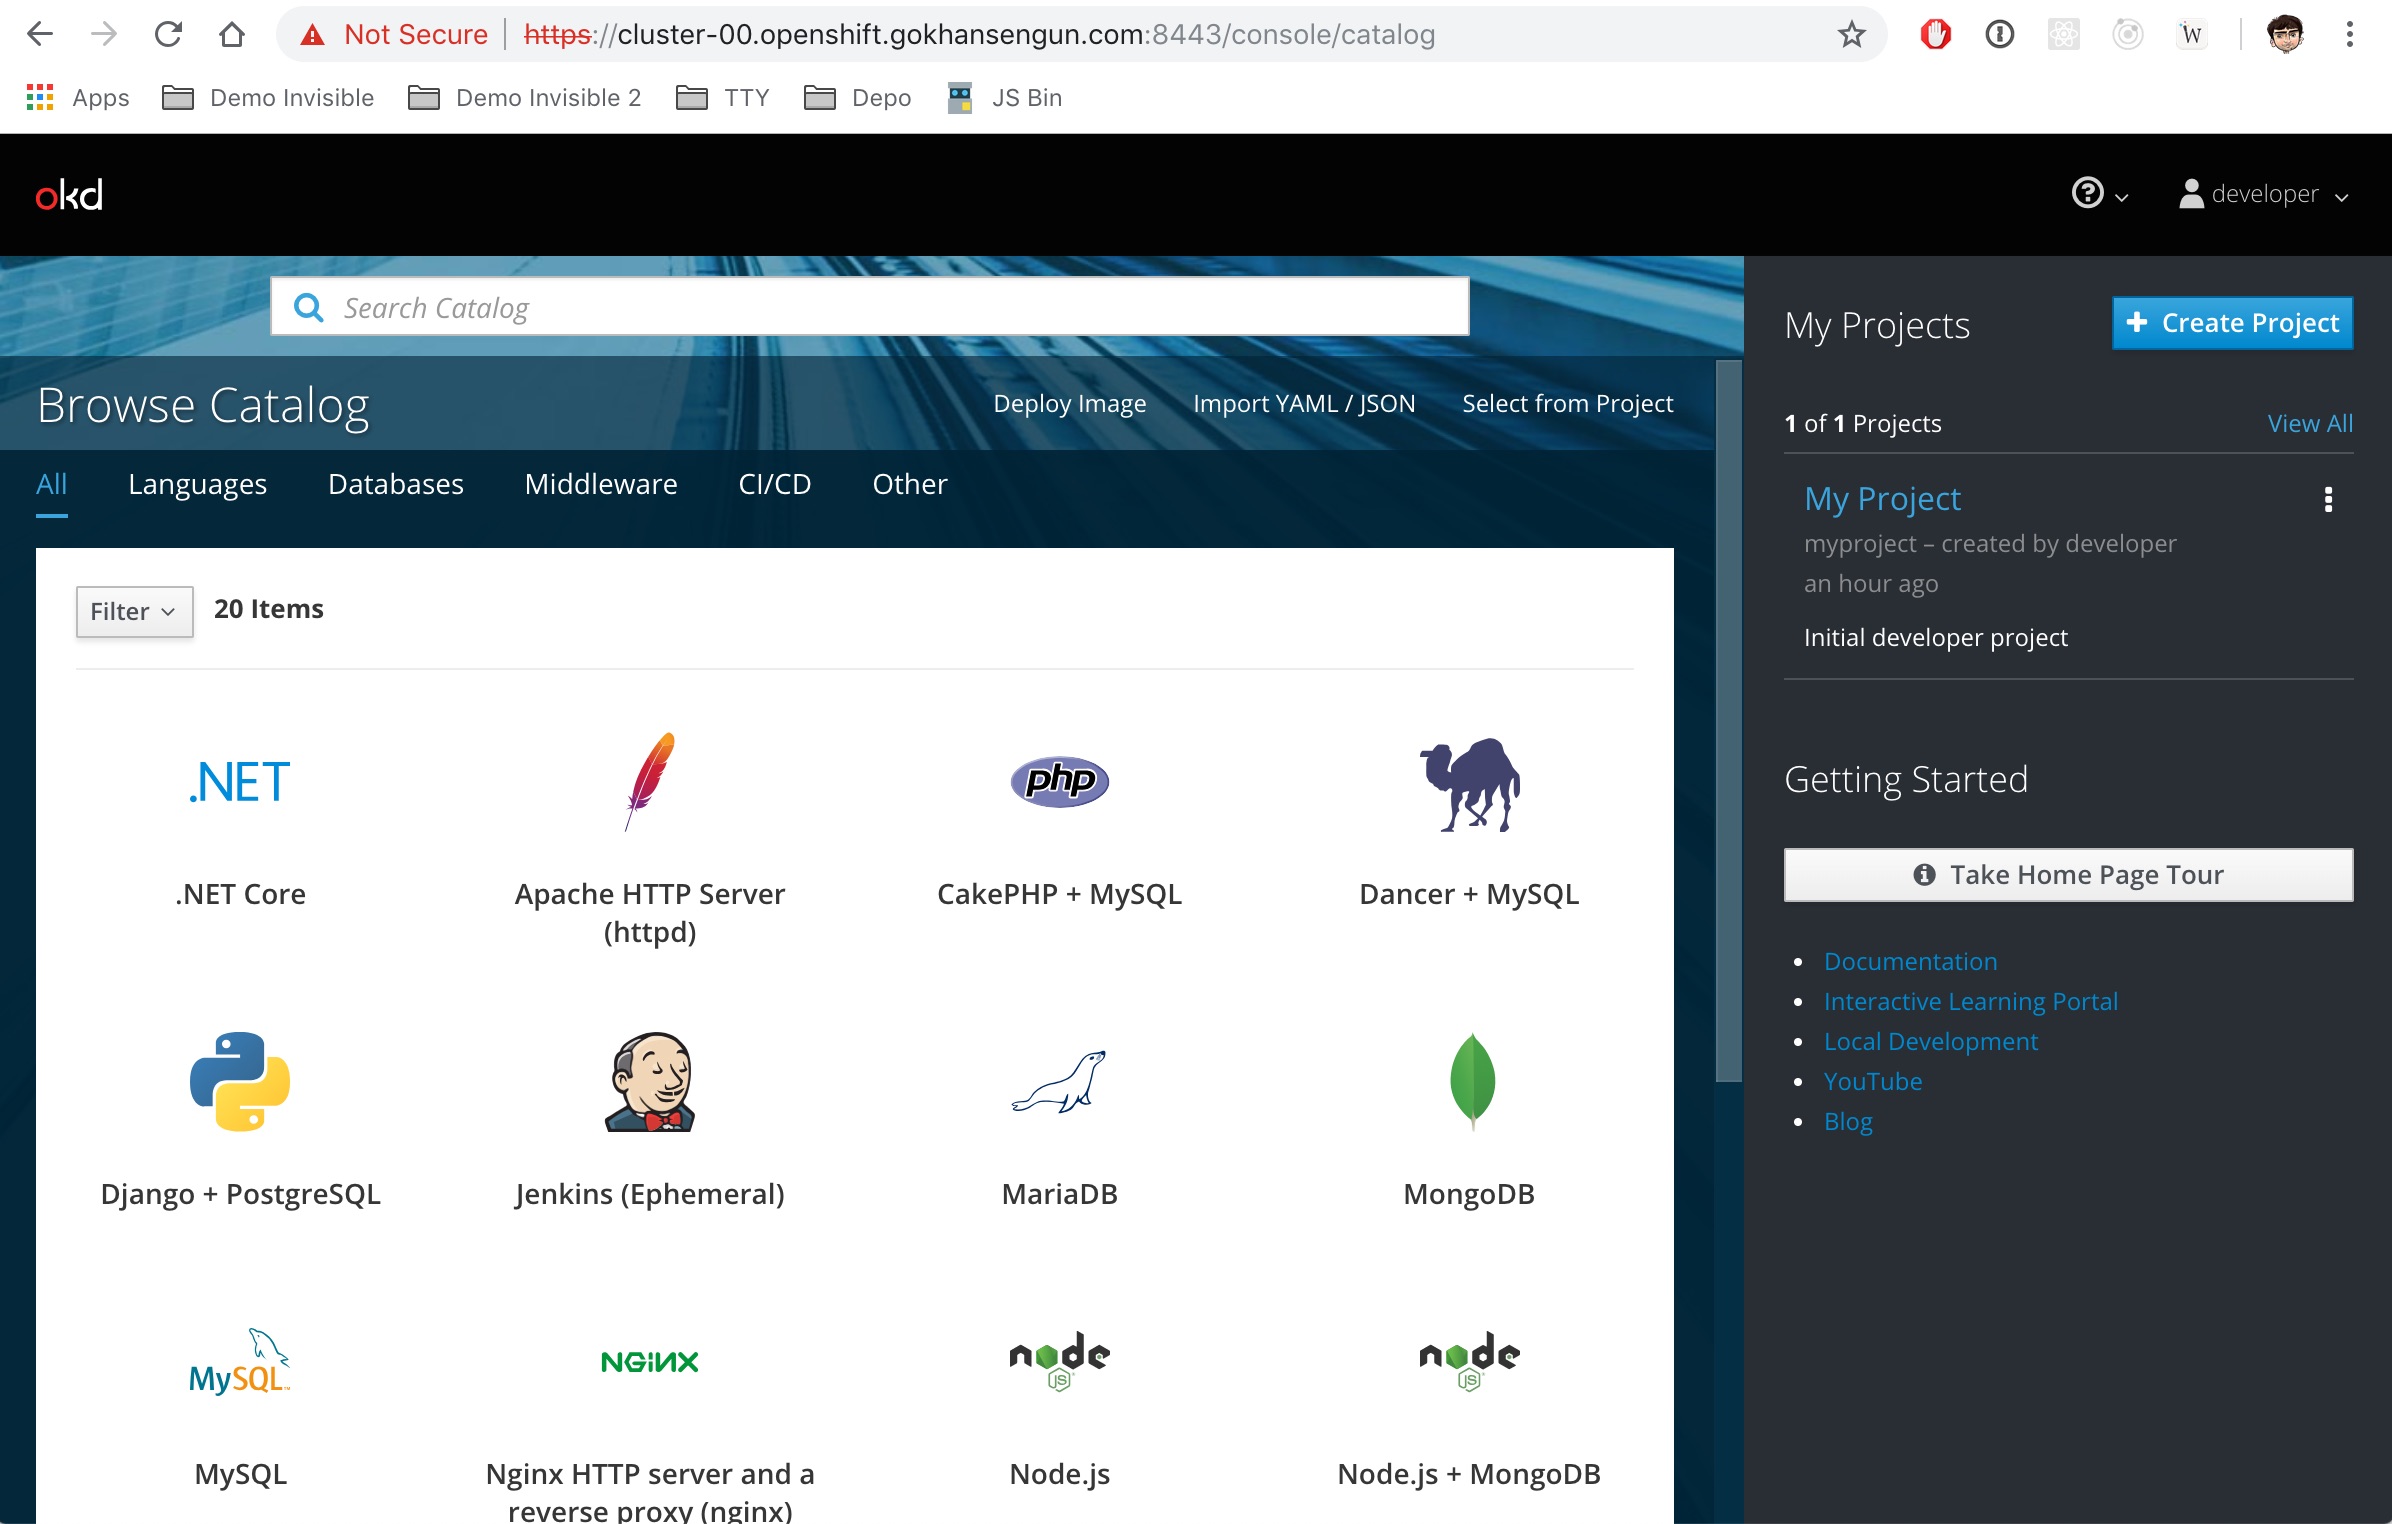 Not Secure https://cluster-00.openshift.gokhansengun.com:8443/console/catalog
W
Apps Demo Invisible Demo Invisible 2 TTY Depo JS Bin
okd
developer
Search Catalog
Browse Catalog
Deploy Image Import YAML / JSON Select from Project
All Languages Databases Middleware CI/CD Other
Filter 20 Items
.NET
php
.NET Core
Apache HTTP Server
(httpd)
CakePHP + MySQL
Dancer + MySQL
Django + PostgreSQL
Jenkins (Ephemeral)
MariaDB
MongoDB
MySQL
NGINX
node
JS
node
JS
MySQL
Nginx HTTP server and a
reverse proxy (nginx)
Node.js
Node.js + MongoDB
My Projects
Create Project
1 of 1 Projects
View All
My Project
myproject – created by developer
an hour ago
Initial developer project
Getting Started
Take Home Page Tour
Documentation
Interactive Learning Portal
Local Development
YouTube
Blog